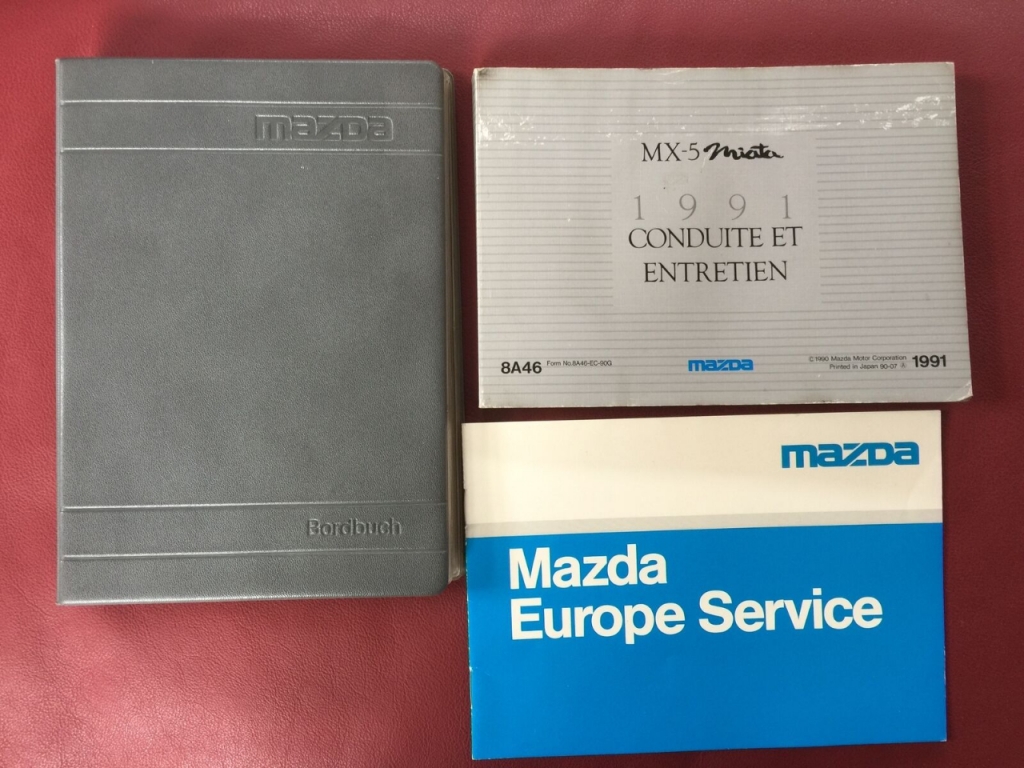 mazda
Bordbuch
MX-5 Miata
1991
CONDUITE ET
ENTRETIEN
8A46 Form No.8A46-EC-90G
mazda
©1990 Mazda Motor Corporation
Printed in Japan 90-07 Ⓐ
1991
mazda
Mazda
Europe Service